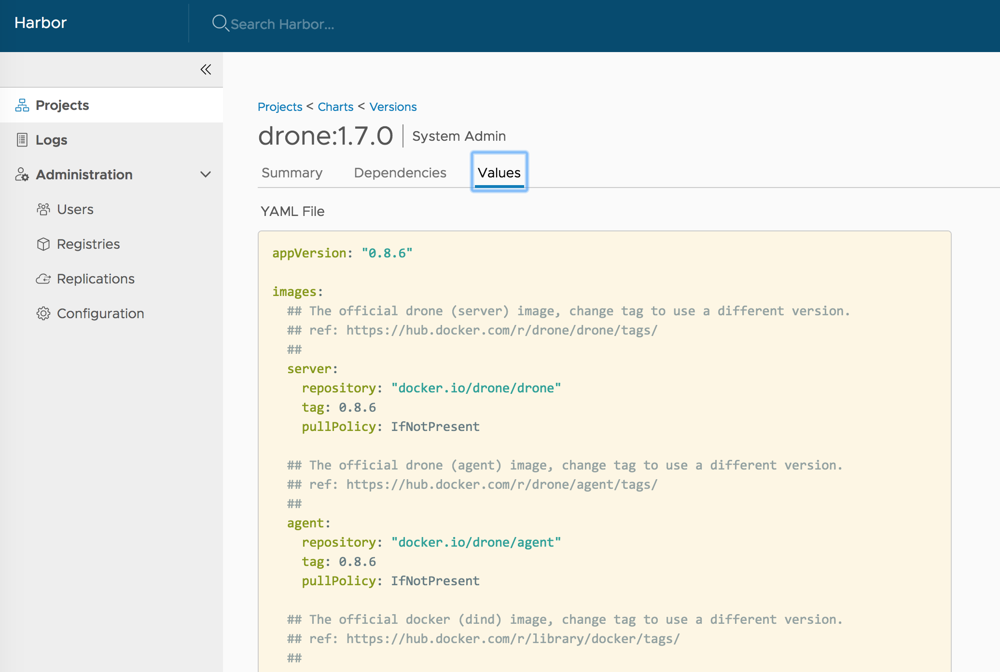 Harbor
Search Harbor...
Projects
Logs
Administration
Users
Registries
Replications
Configuration
Projects < Charts < Versions
drone:1.7.0 System Admin
Summary Dependencies Values
YAML File
appVersion: "0.8.6"
images:
## The official drone (server) image, change tag to use a different version.
## ref: https://hub.docker.com/r/drone/drone/tags/
##
server:
repository: "docker.io/drone/drone"
tag: 0.8.6
pullPolicy: IfNotPresent
## The official drone (agent) image, change tag to use a different version.
## ref: https://hub.docker.com/r/drone/agent/tags/
##
agent:
repository: "docker.io/drone/agent"
tag: 0.8.6
pullPolicy: IfNotPresent
## The official docker (dind) image, change tag to use a different version.
## ref: https://hub.docker.com/r/library/docker/tags/
##